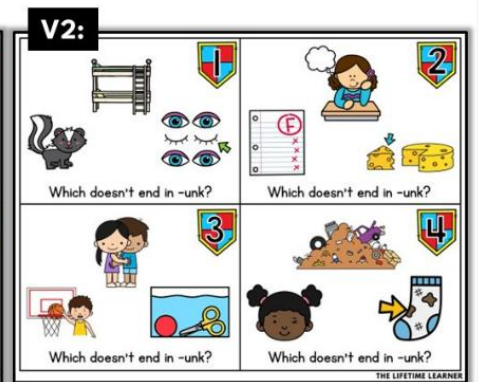 V2:
1
2
F
Which doesn't end in -unk?
Which doesn't end in -unk?
3
4
Which doesn't end in -unk?
Which doesn't end in -unk?
THE LIFETIME LEARNER